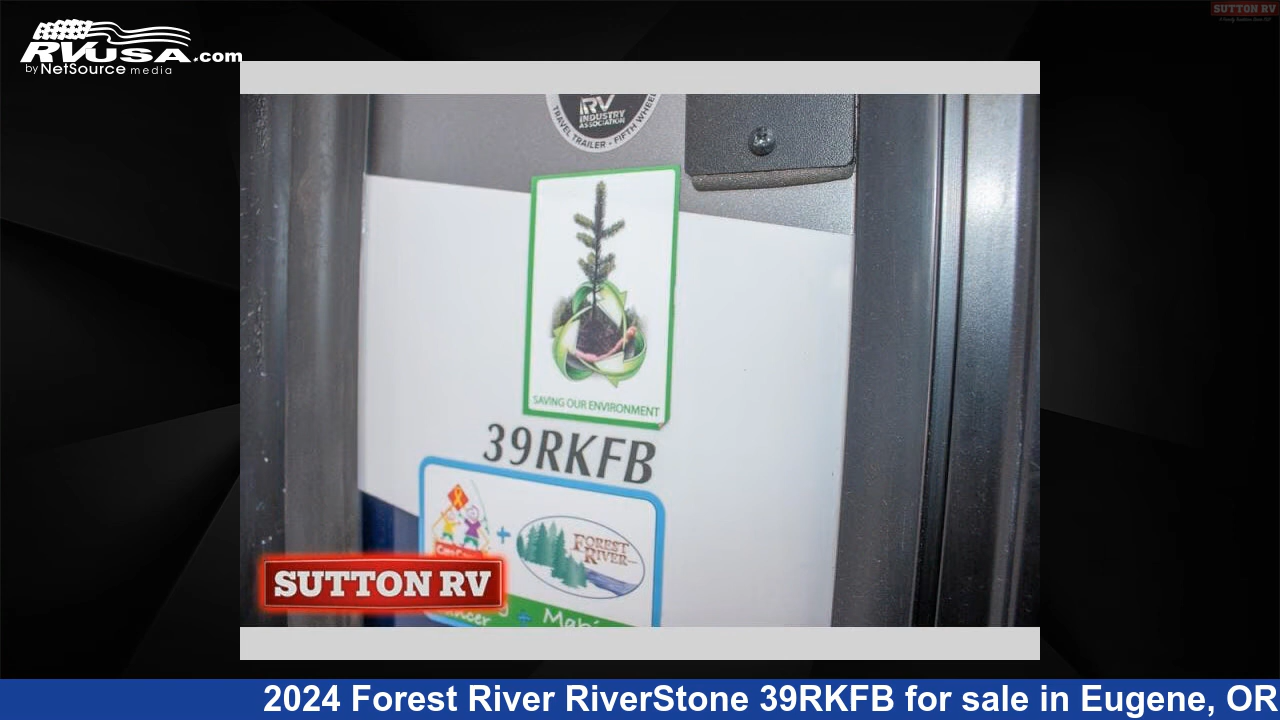 SUTTON RV
RVUSA.com
by NetSource media
RV
INDUSTRY
ASSOCIATION
TRAVEL TRAILER - FIFTH WHEEL
SAVING OUR ENVIRONMENT
39RKFB
+
FOREST
RIVER
SUTTON RV
2024 Forest River RiverStone 39RKFB for sale in Eugene, OR